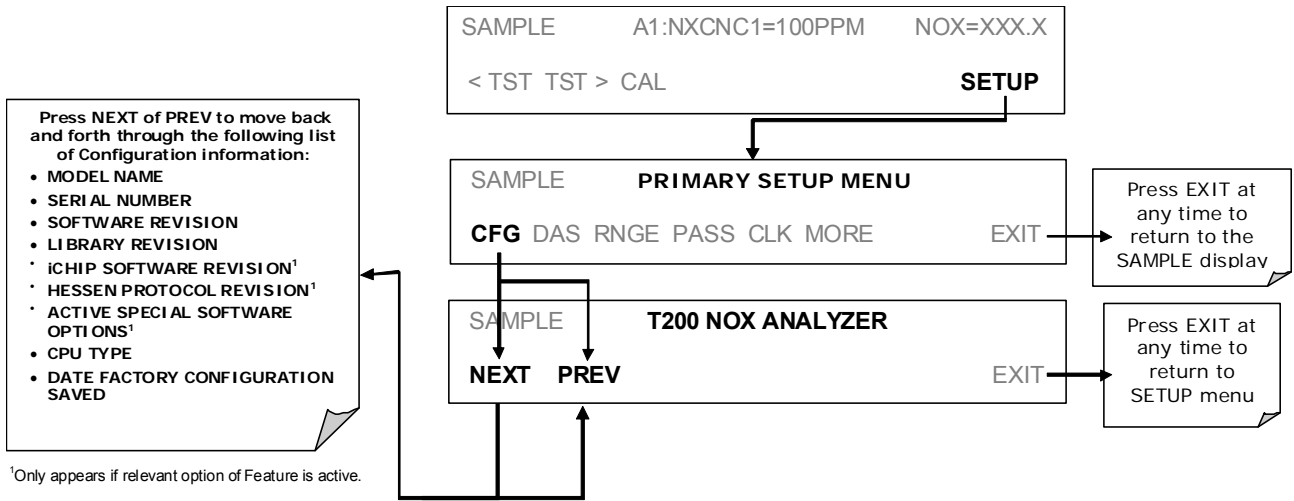 SAMPLE A1:NXCNC1=100PPM NOX=XXX.X
< TST TST > CAL SETUP
Press NEXT of PREV to move back
and forth through the following list
of Configuration information:
• MODEL NAME
• SERIAL NUMBER
• SOFTWARE REVISION
• LIBRARY REVISION
• iCHIP SOFTWARE REVISION¹
• HESSEN PROTOCOL REVISION¹
• ACTIVE SPECIAL SOFTWARE
OPTIONS¹
• CPU TYPE
• DATE FACTORY CONFIGURATION
SAVED
¹Only appears if relevant option of Feature is active.
SAMPLE PRIMARY SETUP MENU
CFG DAS RNGE PASS CLK MORE EXIT
Press EXIT at
any time to
return to the
SAMPLE display
SAMPLE T200 NOX ANALYZER
NEXT PREV EXIT
Press EXIT at
any time to
return to
SETUP menu